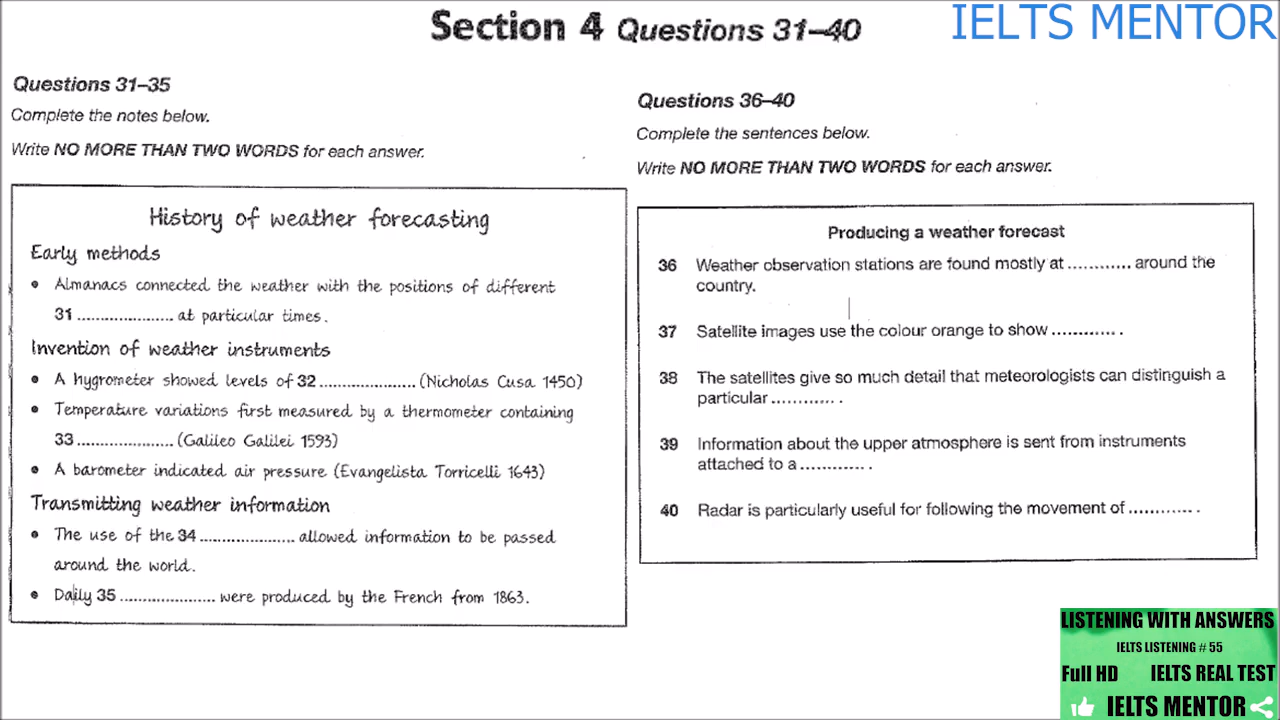 Section 4 Questions 31–40
IELTS MENTOR
Questions 31–35
Complete the notes below.
Write NO MORE THAN TWO WORDS for each answer.
History of weather forecasting
Early methods
• Almanacs connected the weather with the positions of different
31 ..................... at particular times.
Invention of weather instruments
• A hygrometer showed levels of 32 ..................... (Nicholas Cusa 1450)
• Temperature variations first measured by a thermometer containing
33 ..................... (Galileo Galilei 1593)
• A barometer indicated air pressure (Evangelista Torricelli 1643)
Transmitting weather information
• The use of the 34 ..................... allowed information to be passed
around the world.
• Daily 35 ..................... were produced by the French from 1863.
Questions 36–40
Complete the sentences below.
Write NO MORE THAN TWO WORDS for each answer.
Producing a weather forecast
36 Weather observation stations are found mostly at ............ around the
country.
37 Satellite images use the colour orange to show ............ .
38 The satellites give so much detail that meteorologists can distinguish a
particular ............ .
39 Information about the upper atmosphere is sent from instruments
attached to a ............ .
40 Radar is particularly useful for following the movement of ............ .
LISTENING WITH ANSWERS
IELTS LISTENING # 55
Full HD IELTS REAL TEST
IELTS MENTOR